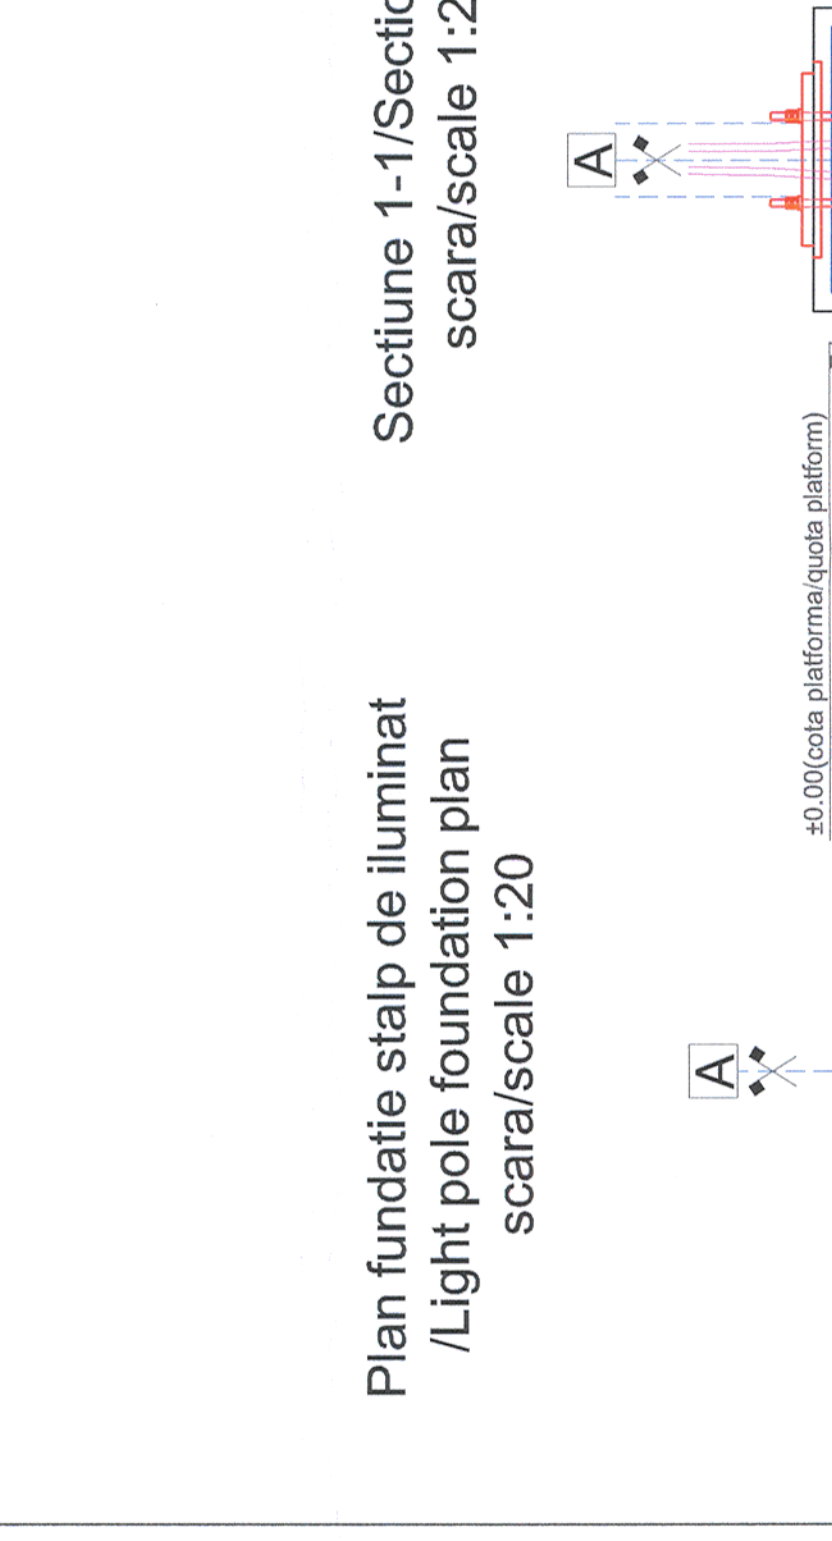 Plan fundatie stalp de iluminat
/Light pole foundation plan
scara/scale 1:20
A
Sectiune 1-1/Sectio
scara/scale 1:2
A
±0.00(cota platforma/quota platform)